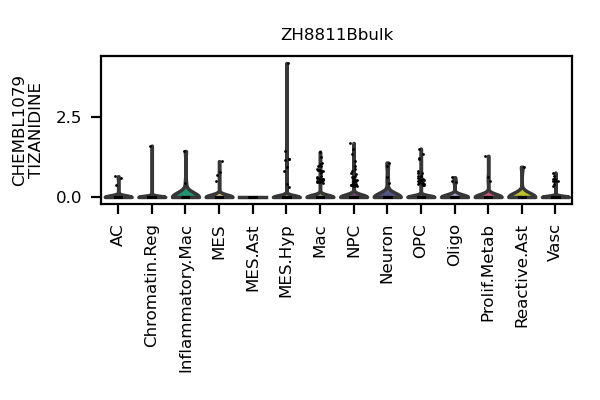 ZH8811Bbulk
CHEMBL1079
TIZANIDINE
2.5
0.0
AC
Chromatin.Reg
Inflammatory.Mac
MES
MES.Ast
MES.Hyp
Mac
NPC
Neuron
OPC
Oligo
Prolif.Metab
Reactive.Ast
Vasc